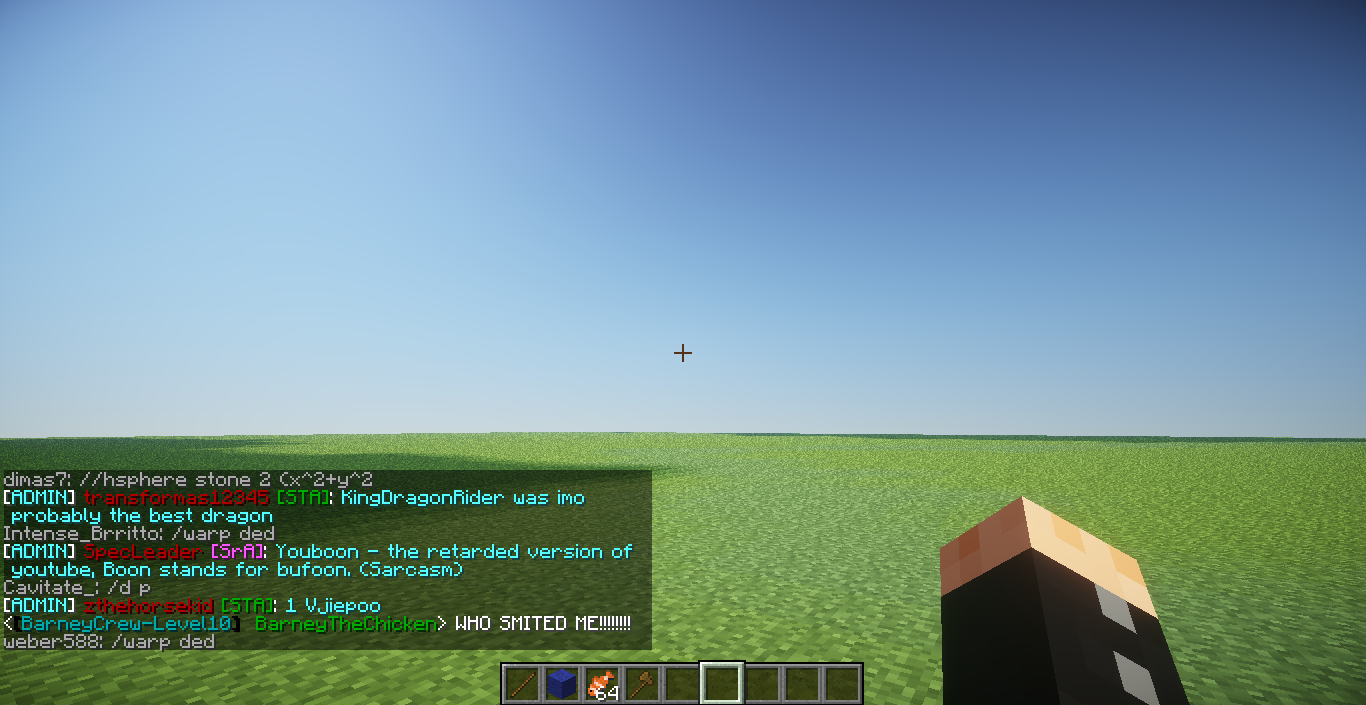 dimas7: //hsphere stone 2 (x^2+y^2
[ADMIN] transformas12345 [STA]: KingDragonRider was imo
probably the best dragon
Intense_Brritto: /warp ded
[ADMIN] SpecLeader [SrA]: Youboon - the retarded version of
youtube, Boon stands for bufoon. (Sarcasm)
Cavitate_: /d p
[ADMIN] zthehorsekid [STA]: 1 Vjiepoo
<[BarneyCrew-Level10] BarneyTheChicken> WHO SMITED ME!!!!!!!
weber588: /warp ded
64